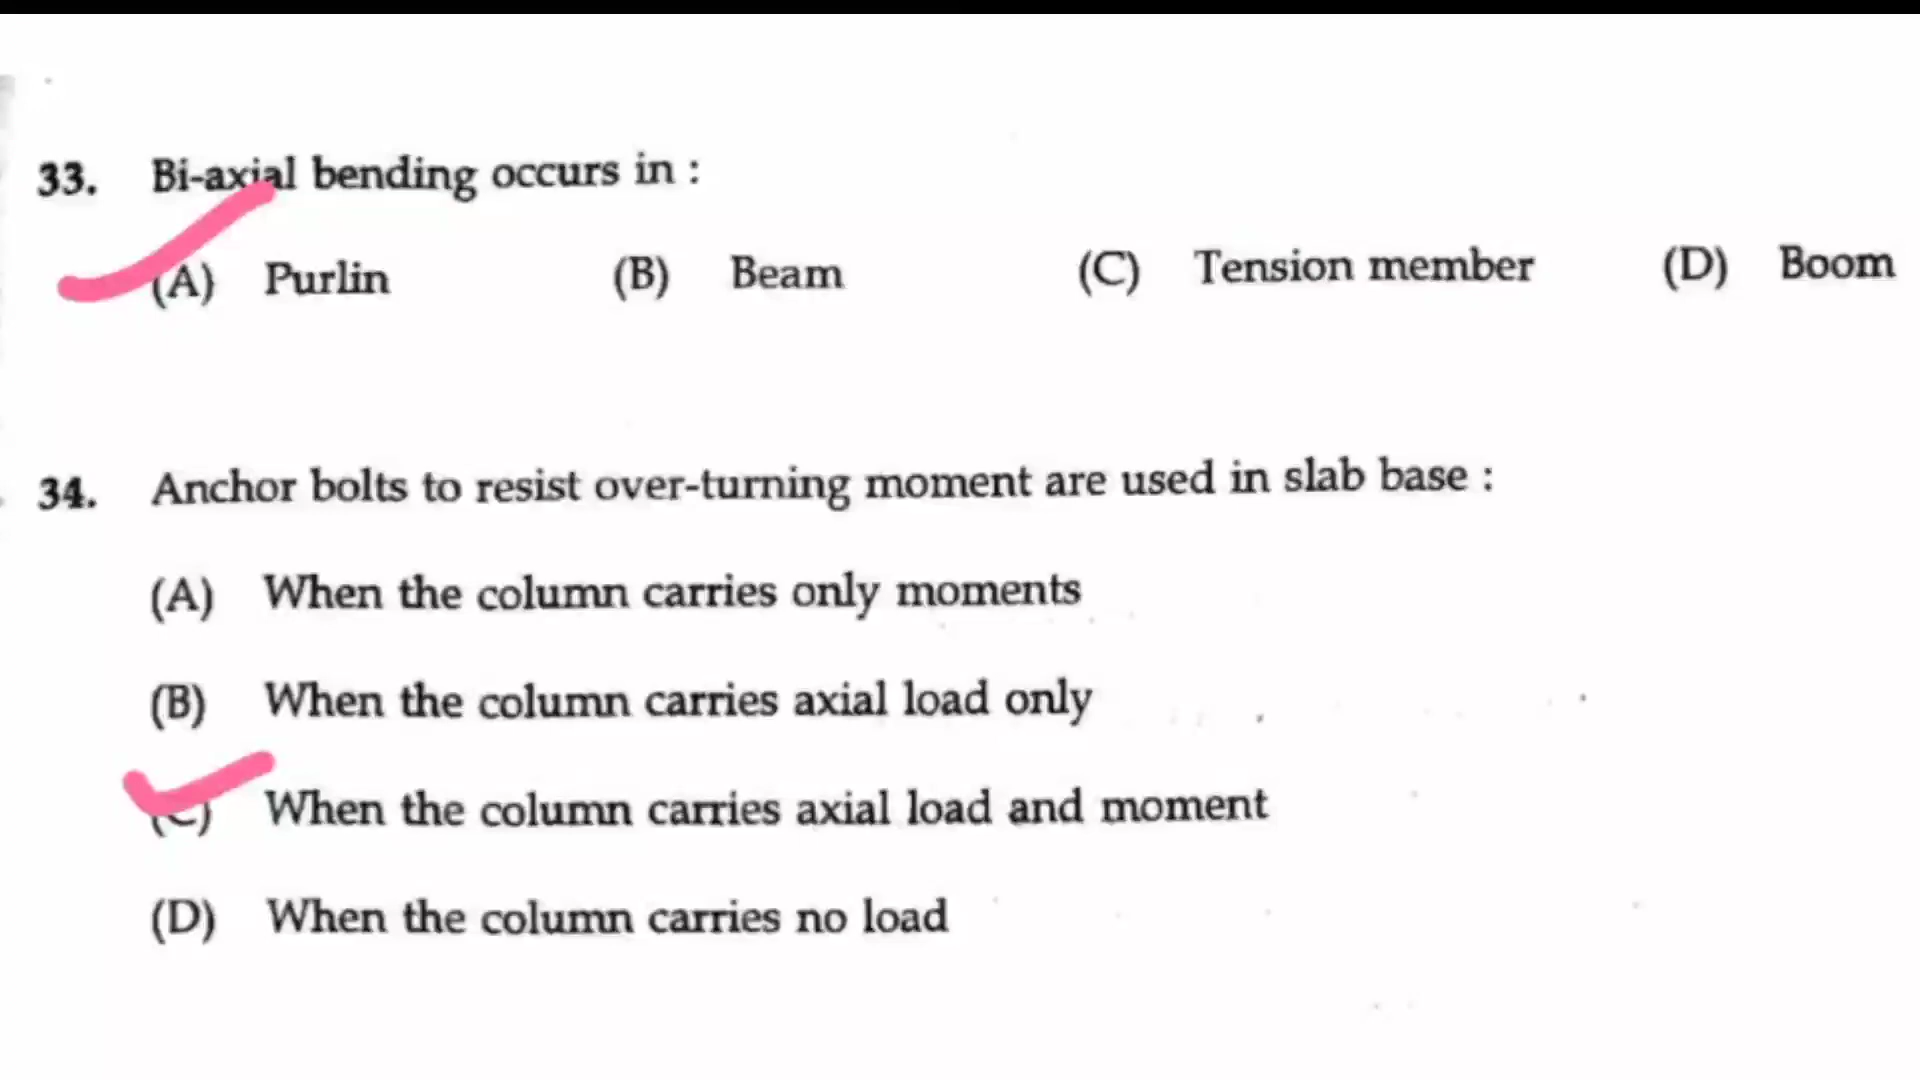 33. Bi-axial bending occurs in :
(A) Purlin (B) Beam (C) Tension member (D) Boom
34. Anchor bolts to resist over-turning moment are used in slab base :
(A) When the column carries only moments
(B) When the column carries axial load only
(C) When the column carries axial load and moment
(D) When the column carries no load